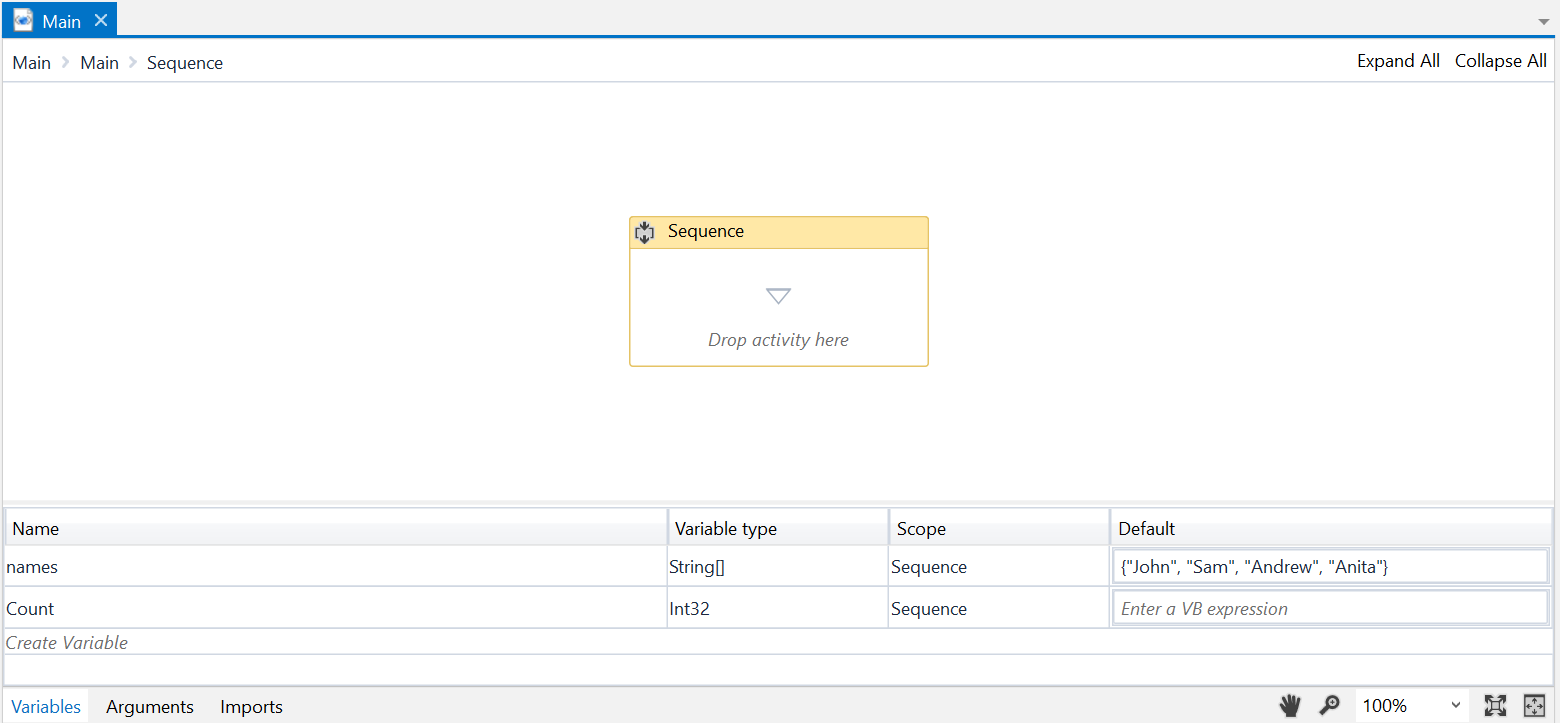 Main
Main Main Sequence Expand All Collapse All
Sequence
Drop activity here
Name Variable type Scope Default
names String[] Sequence {"John", "Sam", "Andrew", "Anita"}
Count Int32 Sequence Enter a VB expression
Create Variable
Variables Arguments Imports 100%